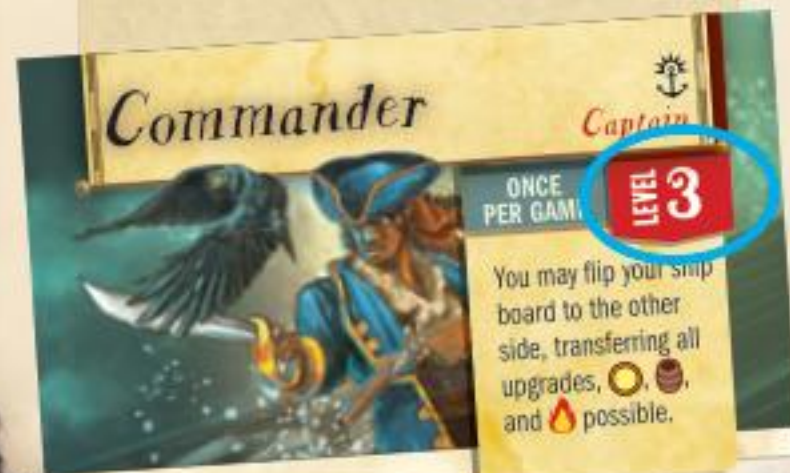 Commander
Captain
ONCE
PER GAME
LEVEL 3
You may flip your ship
board to the other
side, transferring all
upgrades, , ,
and possible.